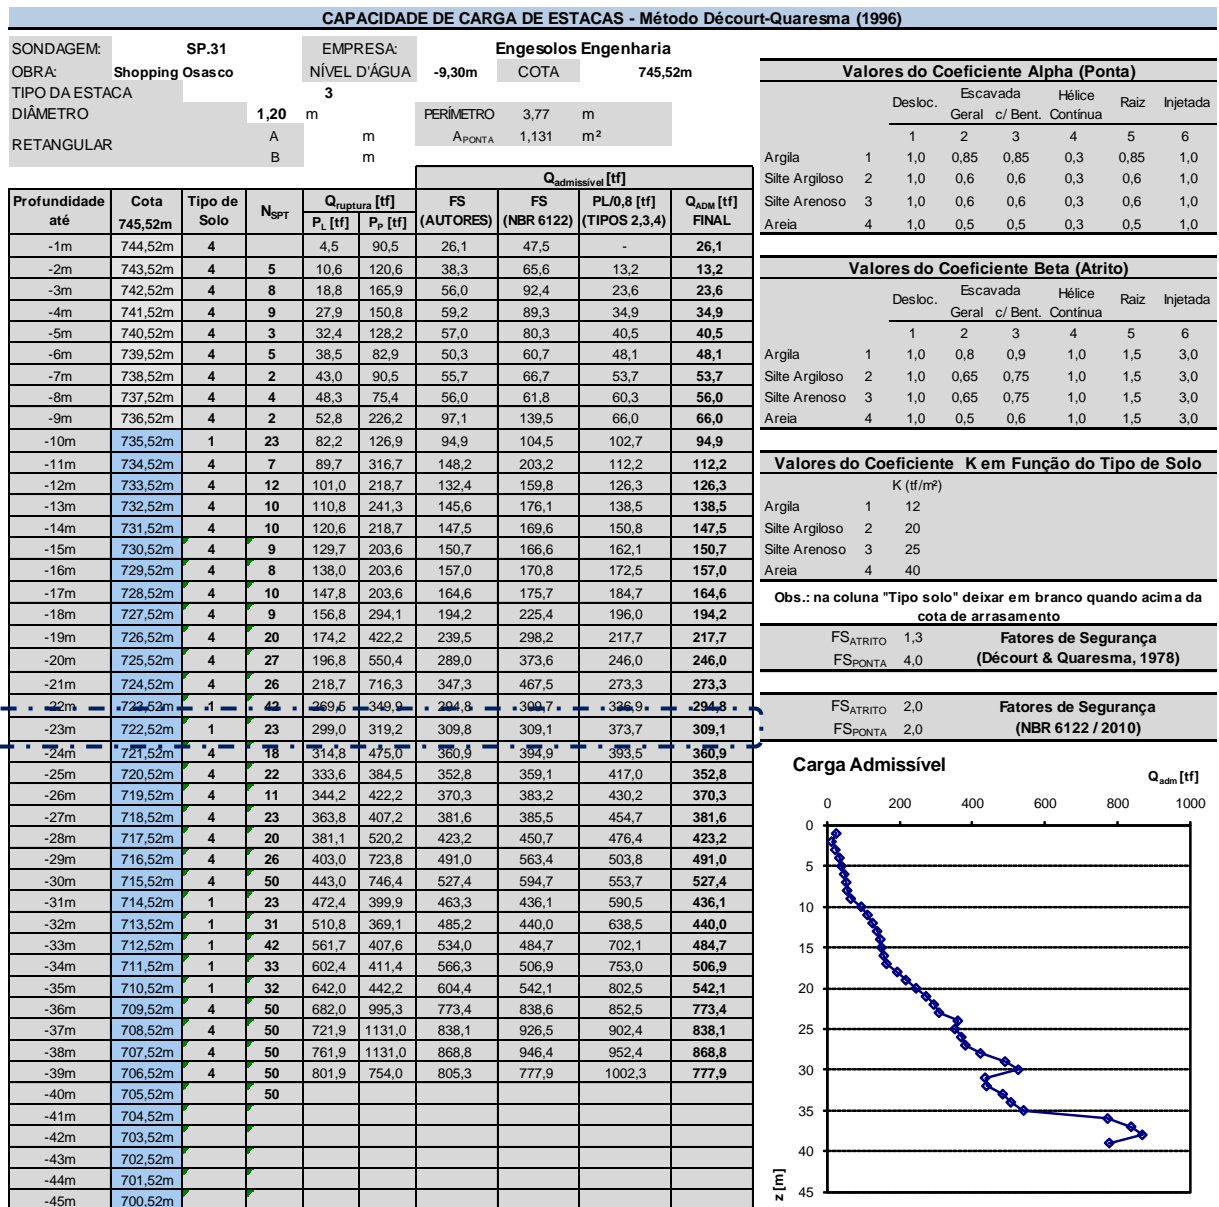 CAPACIDADE DE CARGA DE ESTACAS - Método Décourt-Quaresma (1996)
SONDAGEM: SP.31 EMPRESA: Engesolos Engenharia
OBRA: Shopping Osasco NÍVEL D'ÁGUA -9,30m COTA 745,52m
TIPO DA ESTACA 3
DIÂMETRO 1,20 m PERÍMETRO 3,77 m
RETANGULAR A m APONTA 1,131 m²
B m
Qadmissível [tf]
Profundidade até Cota 745,52m Tipo de Solo NSPT Qruptura [tf] PL [tf] PP [tf] FS (AUTORES) FS (NBR 6122) PL/0,8 [tf] (TIPOS 2,3,4) QADM [tf] FINAL
-1m 744,52m 4 4,5 90,5 26,1 47,5 - 26,1
-2m 743,52m 4 5 10,6 120,6 38,3 65,6 13,2 13,2
-3m 742,52m 4 8 18,8 165,9 56,0 92,4 23,6 23,6
-4m 741,52m 4 9 27,9 150,8 59,2 89,3 34,9 34,9
-5m 740,52m 4 3 32,4 128,2 57,0 80,3 40,5 40,5
-6m 739,52m 4 5 38,5 82,9 50,3 60,7 48,1 48,1
-7m 738,52m 4 2 43,0 90,5 55,7 66,7 53,7 53,7
-8m 737,52m 4 4 48,3 75,4 56,0 61,8 60,3 56,0
-9m 736,52m 4 2 52,8 226,2 97,1 139,5 66,0 66,0
-10m 735,52m 1 23 82,2 126,9 94,9 104,5 102,7 94,9
-11m 734,52m 4 7 89,7 316,7 148,2 203,2 112,2 112,2
-12m 733,52m 4 12 101,0 218,7 132,4 159,8 126,3 126,3
-13m 732,52m 4 10 110,8 241,3 145,6 176,1 138,5 138,5
-14m 731,52m 4 10 120,6 218,7 147,5 169,6 150,8 147,5
-15m 730,52m 4 9 129,7 203,6 150,7 166,6 162,1 150,7
-16m 729,52m 4 8 138,0 203,6 157,0 170,8 172,5 157,0
-17m 728,52m 4 10 147,8 203,6 164,6 175,7 184,7 164,6
-18m 727,52m 4 9 156,8 294,1 194,2 225,4 196,0 194,2
-19m 726,52m 4 20 174,2 422,2 239,5 298,2 217,7 217,7
-20m 725,52m 4 27 196,8 550,4 289,0 373,6 246,0 246,0
-21m 724,52m 4 26 218,7 716,3 347,3 467,5 273,3 273,3
-22m 723,52m 1 42 269,5 349,9 294,8 309,7 336,9 294,8
-23m 722,52m 1 23 299,0 319,2 309,8 309,1 373,7 309,1
-24m 721,52m 4 18 314,8 475,0 360,9 394,9 393,5 360,9
-25m 720,52m 4 22 333,6 384,5 352,8 359,1 417,0 352,8
-26m 719,52m 4 11 344,2 422,2 370,3 383,2 430,2 370,3
-27m 718,52m 4 23 363,8 407,2 381,6 385,5 454,7 381,6
-28m 717,52m 4 20 381,1 520,2 423,2 450,7 476,4 423,2
-29m 716,52m 4 26 403,0 723,8 491,0 563,4 503,8 491,0
-30m 715,52m 4 50 443,0 746,4 527,4 594,7 553,7 527,4
-31m 714,52m 1 23 472,4 399,9 463,3 436,1 590,5 436,1
-32m 713,52m 1 31 510,8 369,1 485,2 440,0 638,5 440,0
-33m 712,52m 1 42 561,7 407,6 534,0 484,7 702,1 484,7
-34m 711,52m 1 33 602,4 411,4 566,3 506,9 753,0 506,9
-35m 710,52m 1 32 642,0 442,2 604,4 542,1 802,5 542,1
-36m 709,52m 4 50 682,0 995,3 773,4 838,6 852,5 773,4
-37m 708,52m 4 50 721,9 1131,0 838,1 926,5 902,4 838,1
-38m 707,52m 4 50 761,9 1131,0 868,8 946,4 952,4 868,8
-39m 706,52m 4 50 801,9 754,0 805,3 777,9 1002,3 777,9
-40m 705,52m 50
-41m 704,52m
-42m 703,52m
-43m 702,52m
-44m 701,52m
-45m 700,52m
Valores do Coeficiente Alpha (Ponta)
Desloc. Escavada Hélice Contínua Raiz Injetada
Geral c/ Bent.
1 2 3 4 5 6
Argila 1 1,0 0,85 0,85 0,3 0,85 1,0
Silte Argiloso 2 1,0 0,6 0,6 0,3 0,6 1,0
Silte Arenoso 3 1,0 0,6 0,6 0,3 0,6 1,0
Areia 4 1,0 0,5 0,5 0,3 0,5 1,0
Valores do Coeficiente Beta (Atrito)
Desloc. Escavada Hélice Contínua Raiz Injetada
Geral c/ Bent.
1 2 3 4 5 6
Argila 1 1,0 0,8 0,9 1,0 1,5 3,0
Silte Argiloso 2 1,0 0,65 0,75 1,0 1,5 3,0
Silte Arenoso 3 1,0 0,65 0,75 1,0 1,5 3,0
Areia 4 1,0 0,5 0,6 1,0 1,5 3,0
Valores do Coeficiente K em Função do Tipo de Solo
K (tf/m²)
Argila 1 12
Silte Argiloso 2 20
Silte Arenoso 3 25
Areia 4 40
Obs.: na coluna "Tipo solo" deixar em branco quando acima da
cota de arrasamento
FSATRITO 1,3 Fatores de Segurança
FSPONTA 4,0 (Décourt & Quaresma, 1978)
FSATRITO 2,0 Fatores de Segurança
FSPONTA 2,0 (NBR 6122 / 2010)
Carga Admissível
Qadm [tf]
0 200 400 600 800 1000
0
5
10
15
20
25
30
35
40
45
z [m]